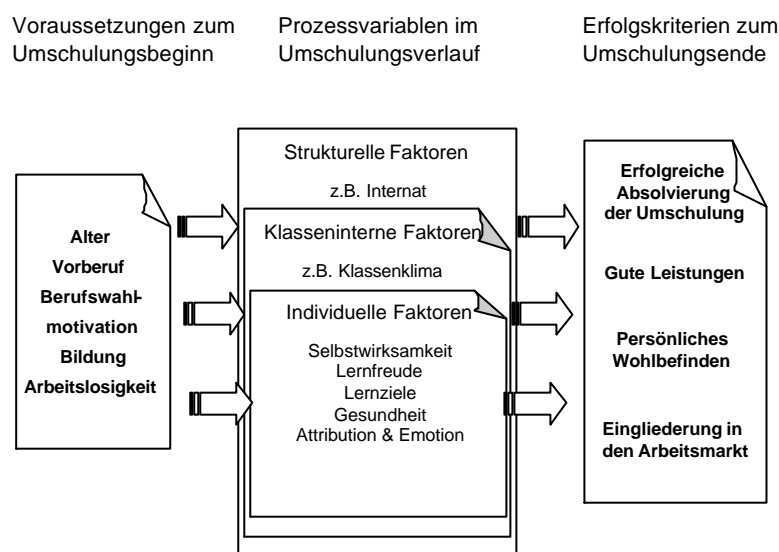 Voraussetzungen zum
Umschulungsbeginn
Prozessvariablen im
Umschulungsverlauf
Erfolgskriterien zum
Umschulungsende
Alter
Vorberuf
Berufswahl-
motivation
Bildung
Arbeitslosigkeit
Strukturelle Faktoren
z.B. Internat
Klasseninterne Faktoren
z.B. Klassenklima
Individuelle Faktoren
Selbstwirksamkeit
Lernfreude
Lernziele
Gesundheit
Attribution & Emotion
Erfolgreiche
Absolvierung
der Umschulung
Gute Leistungen
Persönliches
Wohlbefinden
Eingliederung in
den Arbeitsmarkt